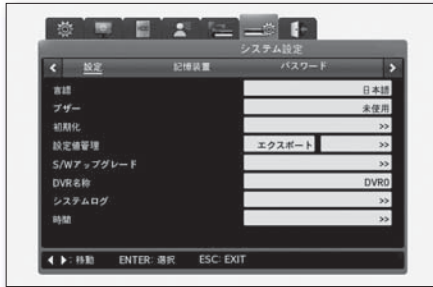 システム設定
設定 記憶装置 パスワード
言語 日本語
ブザー 未使用
初期化 >>
設定値管理 エクスポート >>
S/Wアップグレード >>
DVR名称 DVR0
システムログ >>
時間 >>
: 移動 ENTER: 選択 ESC: EXIT